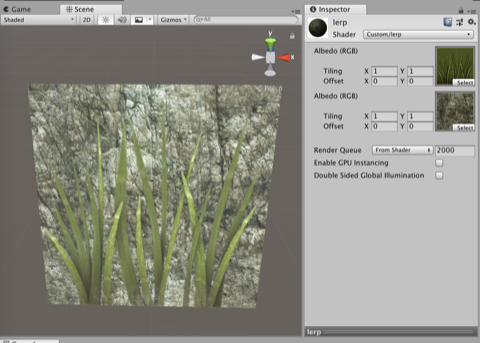 Game
Scene
Shaded
2D
Gizmos
All
y
x
z
Inspector
lerp
Shader
Custom/lerp
Albedo (RGB)
Tiling X 1 Y 1
Offset X 0 Y 0
Select
Albedo (RGB)
Tiling X 1 Y 1
Offset X 0 Y 0
Select
Render Queue From Shader 2000
Enable GPU Instancing
Double Sided Global Illumination
lerp